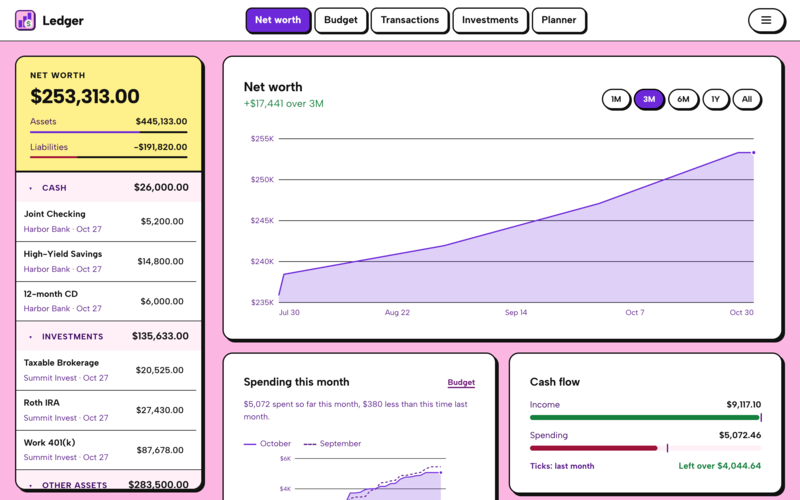 Ledger
Net worth
Budget
Transactions
Investments
Planner
NET WORTH
$253,313.00
Assets $445,133.00
Liabilities -$191,820.00
CASH $26,000.00
Joint Checking
Harbor Bank · Oct 27
$5,200.00
High-Yield Savings
Harbor Bank · Oct 27
$14,800.00
12-month CD
Harbor Bank · Oct 27
$6,000.00
INVESTMENTS $135,633.00
Taxable Brokerage
Summit Invest · Oct 27
$20,525.00
Roth IRA
Summit Invest · Oct 27
$27,430.00
Work 401(k)
Summit Invest · Oct 27
$87,678.00
OTHER ASSETS $283,500.00
Net worth
+$17,441 over 3M
1M 3M 6M 1Y All
$255K
$250K
$245K
$240K
$235K
Jul 30 Aug 22 Sep 14 Oct 7 Oct 30
Spending this month
Budget
$5,072 spent so far this month, $380 less than this time last
month.
October September
$6K
$4K
Cash flow
Income $9,117.10
Spending $5,072.46
Ticks: last month Left over $4,044.64